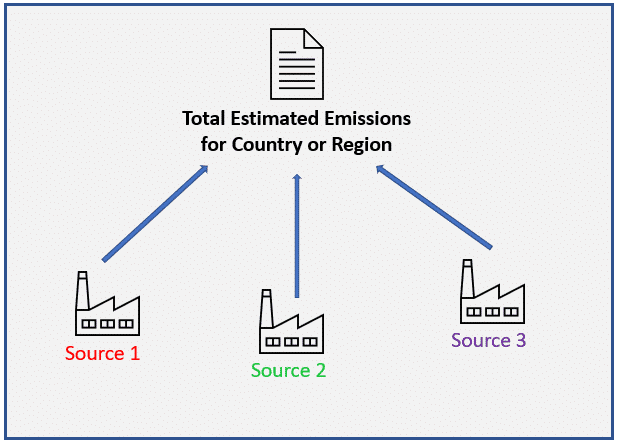 Total Estimated Emissions
for Country or Region
Source 1
Source 2
Source 3